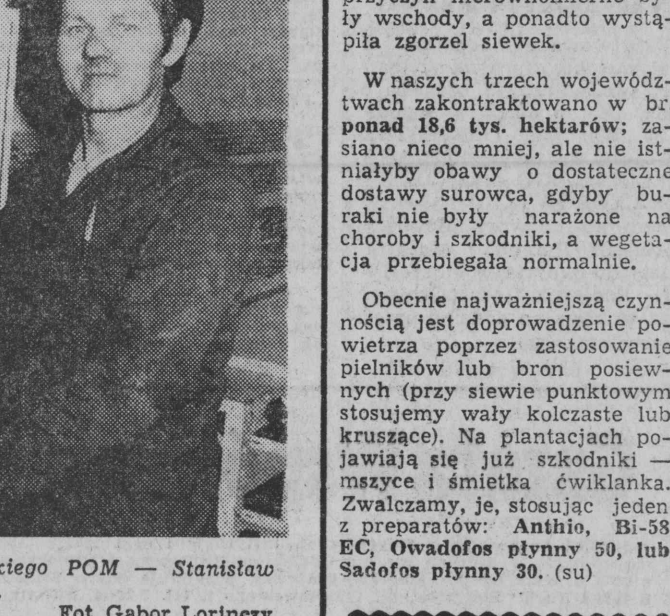 ły wschody, a ponadto wystą-
piła zgorzel siewek.
W naszych trzech wojewódz-
twach zakontraktowano w br
ponad 18,6 tys. hektarów; za-
siano nieco mniej, ale nie ist-
niałyby obawy o dostateczne
dostawy surowca, gdyby bu-
raki nie były narażone na
choroby i szkodniki, a wegeta-
cja przebiegała normalnie.
Obecnie najważniejszą czyn-
nością jest doprowadzenie po-
wietrza poprzez zastosowanie
pielników lub bron posiew-
nych (przy siewie punktowym
stosujemy wały kolczaste lub
kruszące). Na plantacjach po-
jawiają się już szkodniki —
mszyce i śmietka ćwiklanka.
Zwalczamy, je, stosując jeden
z preparatów: Anthio, Bi-58
EC, Owadofos płynny 50, lub
Sadofos płynny 30. (su)
kiego POM — Stanisław
Fot. Gabor Lorinczy